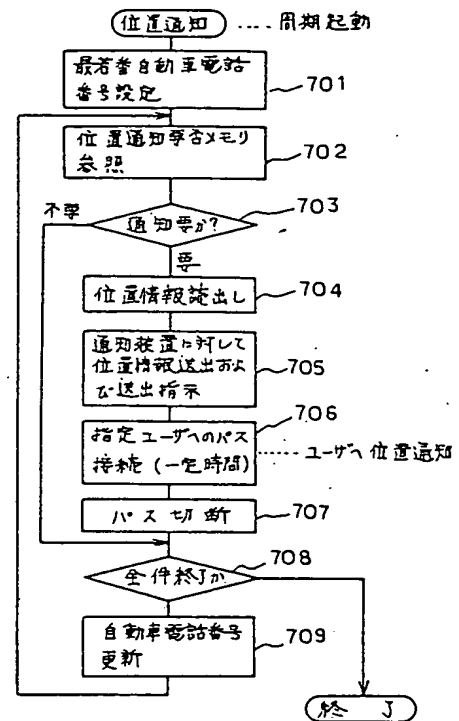 位置通知 .... 周期起動
最若番自動車電話
番号設定
701
位置通知要否メモリ
参照
702
通知要か?
703
不要
要
位置情報読出し
704
通知装置に対して
位置情報送出およ
び送出指示
705
706
指定ユーザへのパス
接続(一定時間)
...... ユーザへ位置通知
パス切断
707
全件終了か
708
自動車電話番号
更新
709
終 了